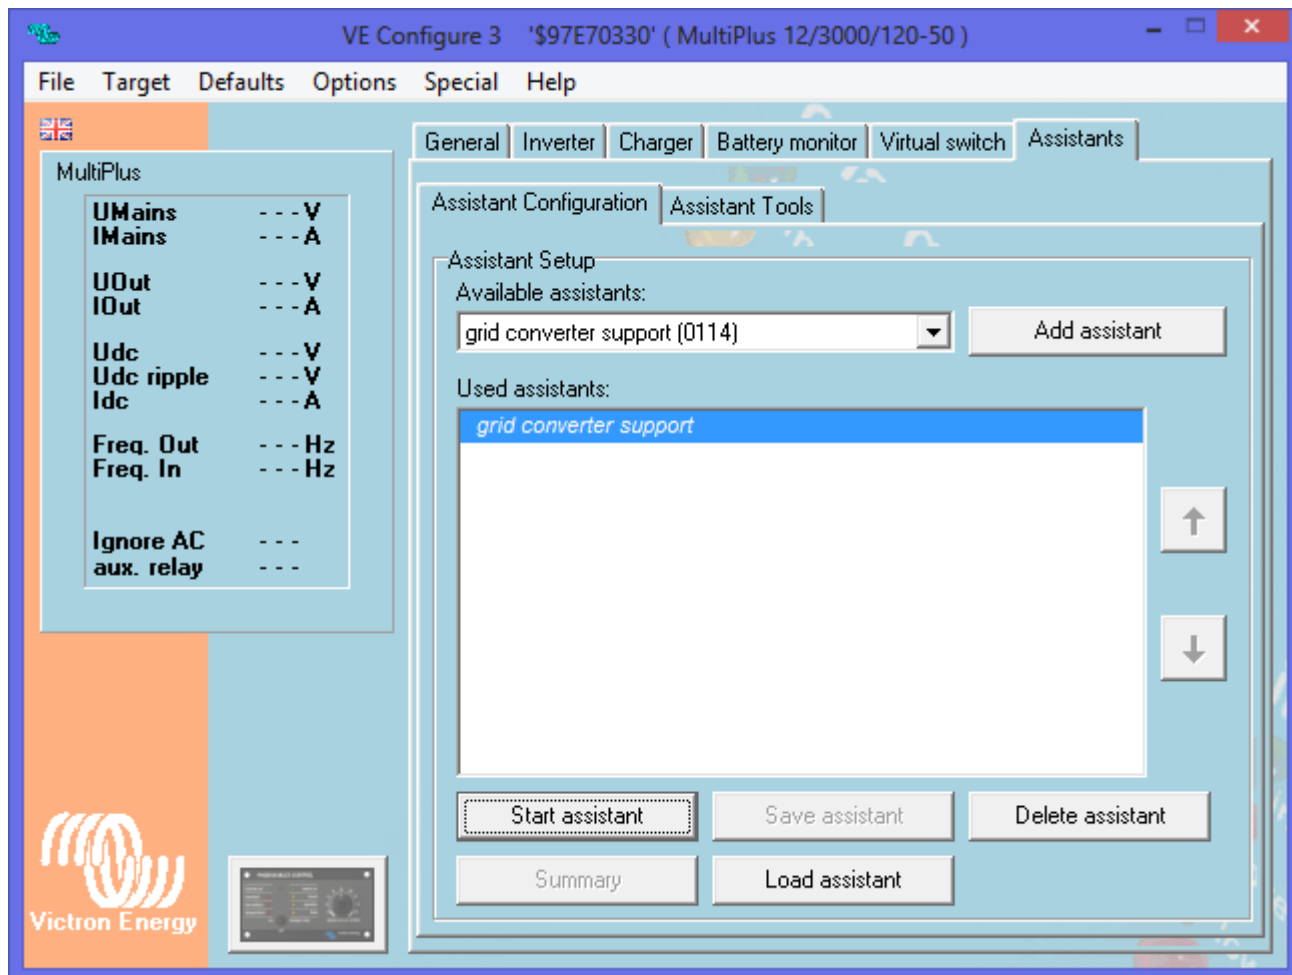 VE Configure 3 '$97E70330' ( MultiPlus 12/3000/120-50 )
File Target Defaults Options Special Help
General Inverter Charger Battery monitor Virtual switch Assistants
MultiPlus
UMains - - - V
IMains - - - A
UOut - - - V
IOut - - - A
Udc - - - V
Udc ripple - - - V
Idc - - - A
Freq. Out - - - Hz
Freq. In - - - Hz
Ignore AC - - -
aux. relay - - -
Assistant Configuration Assistant Tools
Assistant Setup
Available assistants:
grid converter support (0114) Add assistant
Used assistants:
grid converter support
Start assistant Save assistant Delete assistant
Summary Load assistant
Victron Energy